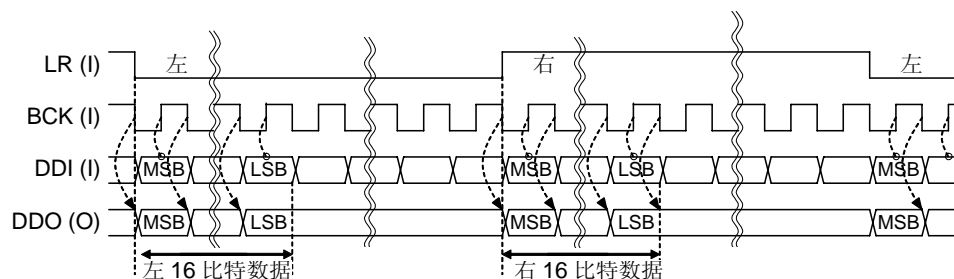 LR (I) 左 右 左
BCK (I)
DDI (I) MSB LSB MSB LSB MSB
DDO (O) MSB LSB MSB LSB MSB
左 16 比特数据 右 16 比特数据